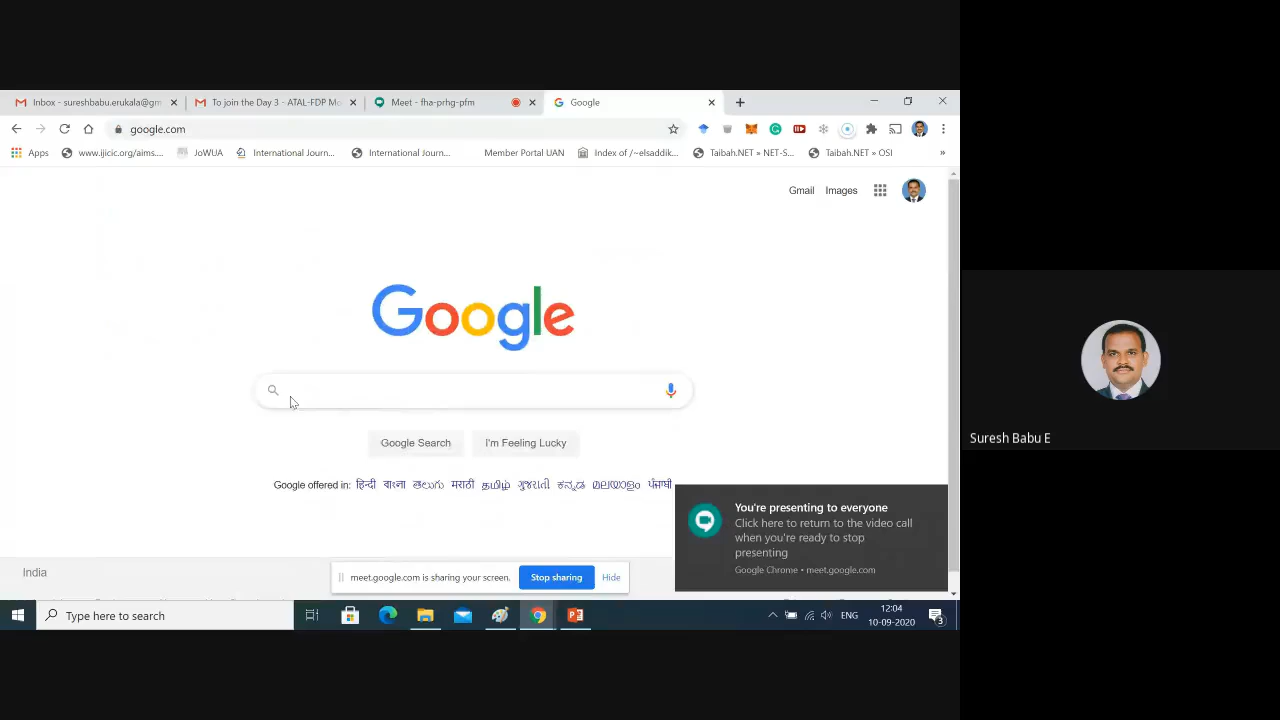 Inbox - sureshbabu.erukala@gm
To join the Day 3 - ATAL-FDP Mo
Meet - fha-prhg-pfm
Google
google.com
Apps
www.ijicic.org/aims....
JoWUA
International Journ...
International Journ...
Member Portal UAN
Index of /~elsaddik...
Taibah.NET » NET-S...
Taibah.NET » OSI
»
Gmail
Images
Google
Google Search
I'm Feeling Lucky
Google offered in: हिन्दी বাংলা తెలుగు मराठी தமிழ் ગુજરાતી ಕನ್ನಡ മലയാളം ਪੰਜਾਬੀ
You're presenting to everyone
Click here to return to the video call
when you're ready to stop
presenting
Google Chrome • meet.google.com
India
meet.google.com is sharing your screen.
Stop sharing
Hide
Type here to search
ENG
12:04
10-09-2020
3
Suresh Babu E